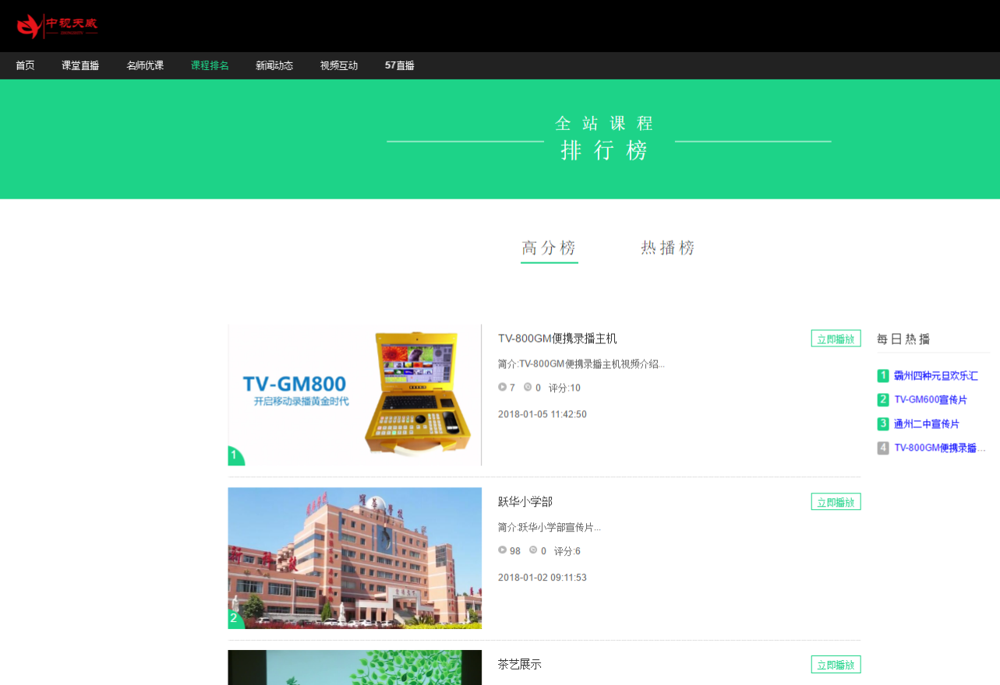 中视天威
首页 课堂直播 名师优课 课程排名 新闻动态 视频互动 57直播
全站课程
排行榜
高分榜 热播榜
TV-GM800
开启移动录播黄金时代
1
TV-800GM便携录播主机
立即播放
简介:TV-800GM便携录播主机视频介绍...
7 0 评分:10
2018-01-05 11:42:50
每日热播
1 霸州四种元旦欢乐汇
2 TV-GM600宣传片
3 通州二中宣传片
4 TV-800GM便携录播...
2
跃华小学部
立即播放
简介:跃华小学部宣传片...
98 0 评分:6
2018-01-02 09:11:53
茶艺展示
立即播放